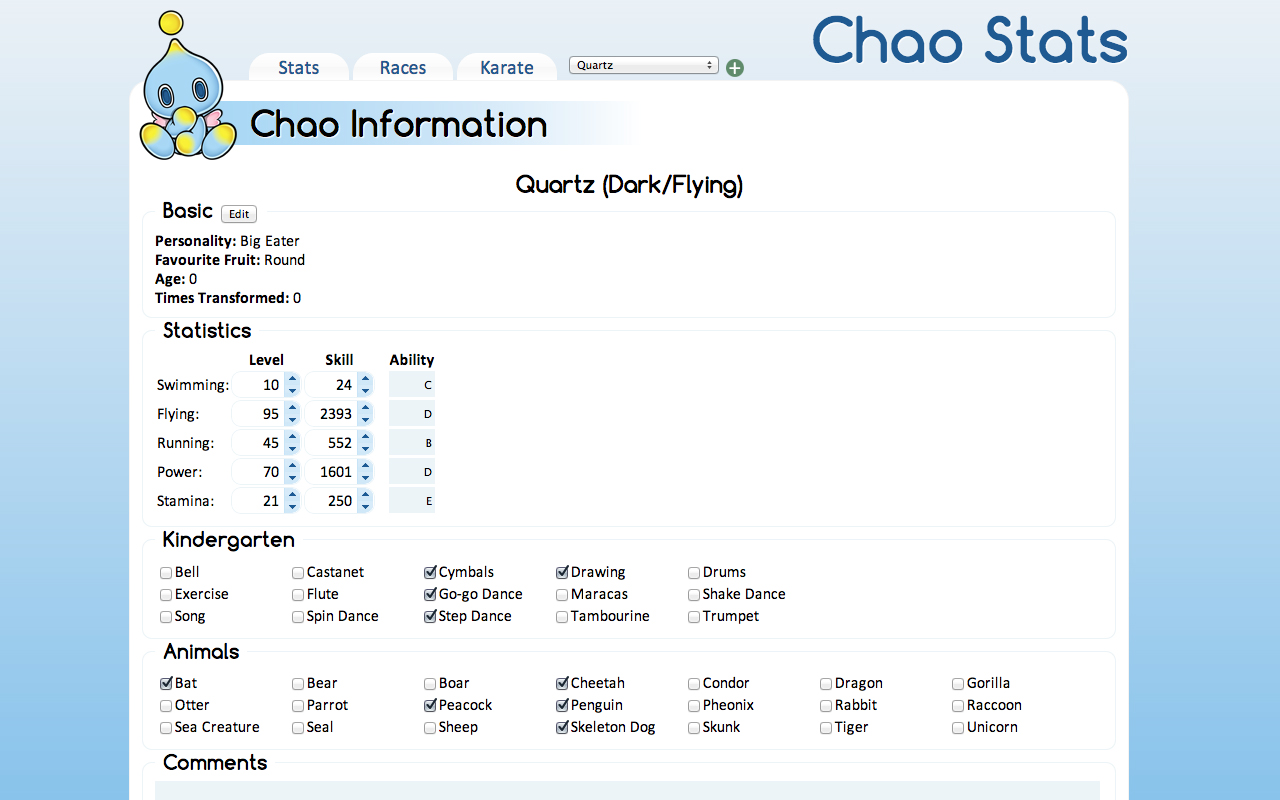 Chao Stats
Stats Races Karate Quartz
Chao Information
Quartz (Dark/Flying)
Basic Edit
Personality: Big Eater
Favourite Fruit: Round
Age: 0
Times Transformed: 0
Statistics
Level Skill Ability
Swimming: 10 24 C
Flying: 95 2393 D
Running: 45 552 B
Power: 70 1601 D
Stamina: 21 250 E
Kindergarten
Bell Castanet Cymbals Drawing Drums
Exercise Flute Go-go Dance Maracas Shake Dance
Song Spin Dance Step Dance Tambourine Trumpet
Animals
Bat Bear Boar Cheetah Condor Dragon Gorilla
Otter Parrot Peacock Penguin Pheonix Rabbit Raccoon
Sea Creature Seal Sheep Skeleton Dog Skunk Tiger Unicorn
Comments